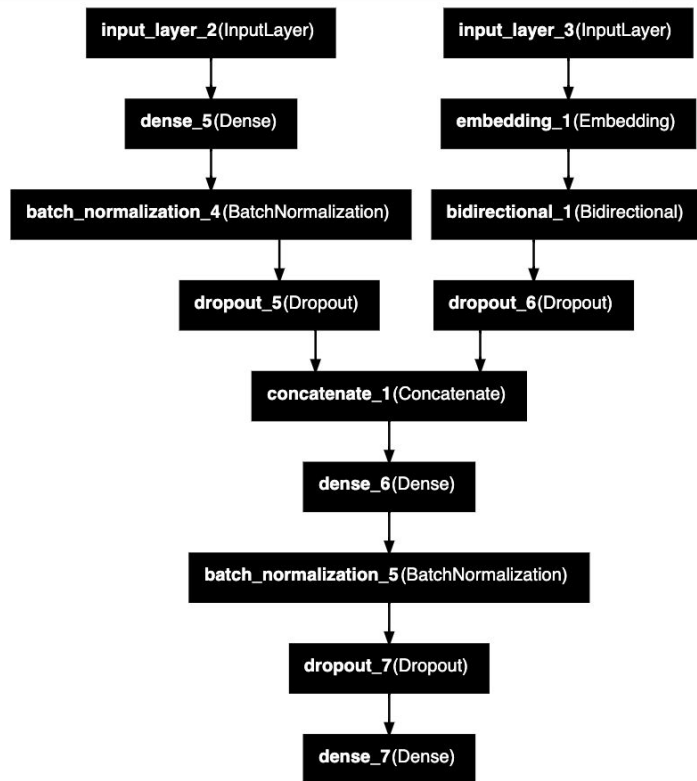 input_layer_2(InputLayer)
input_layer_3(InputLayer)
dense_5(Dense)
embedding_1(Embedding)
batch_normalization_4(BatchNormalization)
bidirectional_1(Bidirectional)
dropout_5(Dropout)
dropout_6(Dropout)
concatenate_1(Concatenate)
dense_6(Dense)
batch_normalization_5(BatchNormalization)
dropout_7(Dropout)
dense_7(Dense)